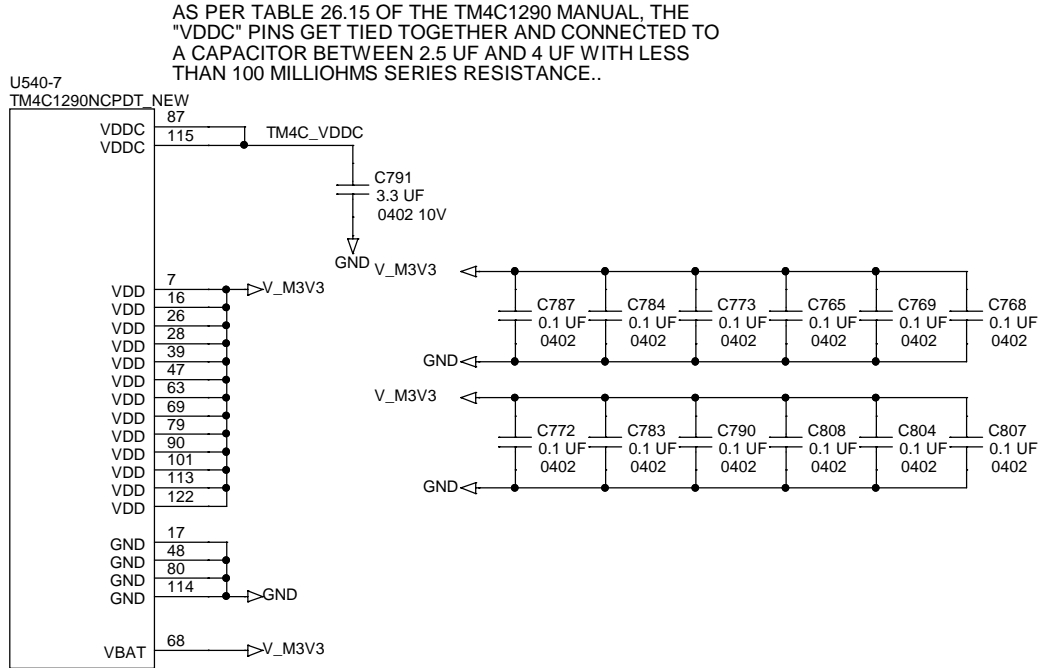 AS PER TABLE 26.15 OF THE TM4C1290 MANUAL, THE
"VDDC" PINS GET TIED TOGETHER AND CONNECTED TO
A CAPACITOR BETWEEN 2.5 UF AND 4 UF WITH LESS
THAN 100 MILLIOHMS SERIES RESISTANCE..
U540-7
TM4C1290NCPDT_NEW
VDDC 87
VDDC 115
TM4C_VDDC
C791
3.3 UF
0402 10V
GND
VDD 7
V_M3V3
VDD 16
VDD 26
VDD 28
VDD 39
VDD 47
VDD 63
VDD 69
VDD 79
VDD 90
VDD 101
VDD 113
VDD 122
GND 17
GND 48
GND 80
GND 114
GND
VBAT 68
V_M3V3
V_M3V3
C787 C784 C773 C765 C769 C768
0.1 UF 0.1 UF 0.1 UF 0.1 UF 0.1 UF 0.1 UF
0402 0402 0402 0402 0402 0402
GND
V_M3V3
C772 C783 C790 C808 C804 C807
0.1 UF 0.1 UF 0.1 UF 0.1 UF 0.1 UF 0.1 UF
0402 0402 0402 0402 0402 0402
GND